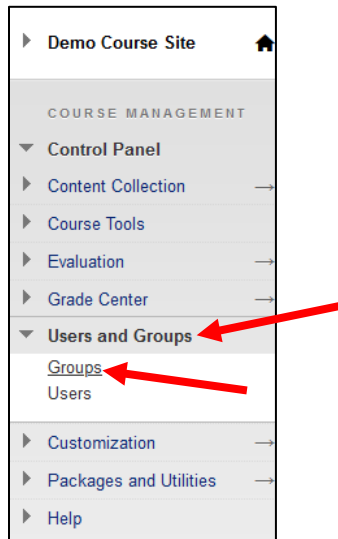 Demo Course Site
COURSE MANAGEMENT
Control Panel
Content Collection
Course Tools
Evaluation
Grade Center
Users and Groups
Groups
Users
Customization
Packages and Utilities
Help